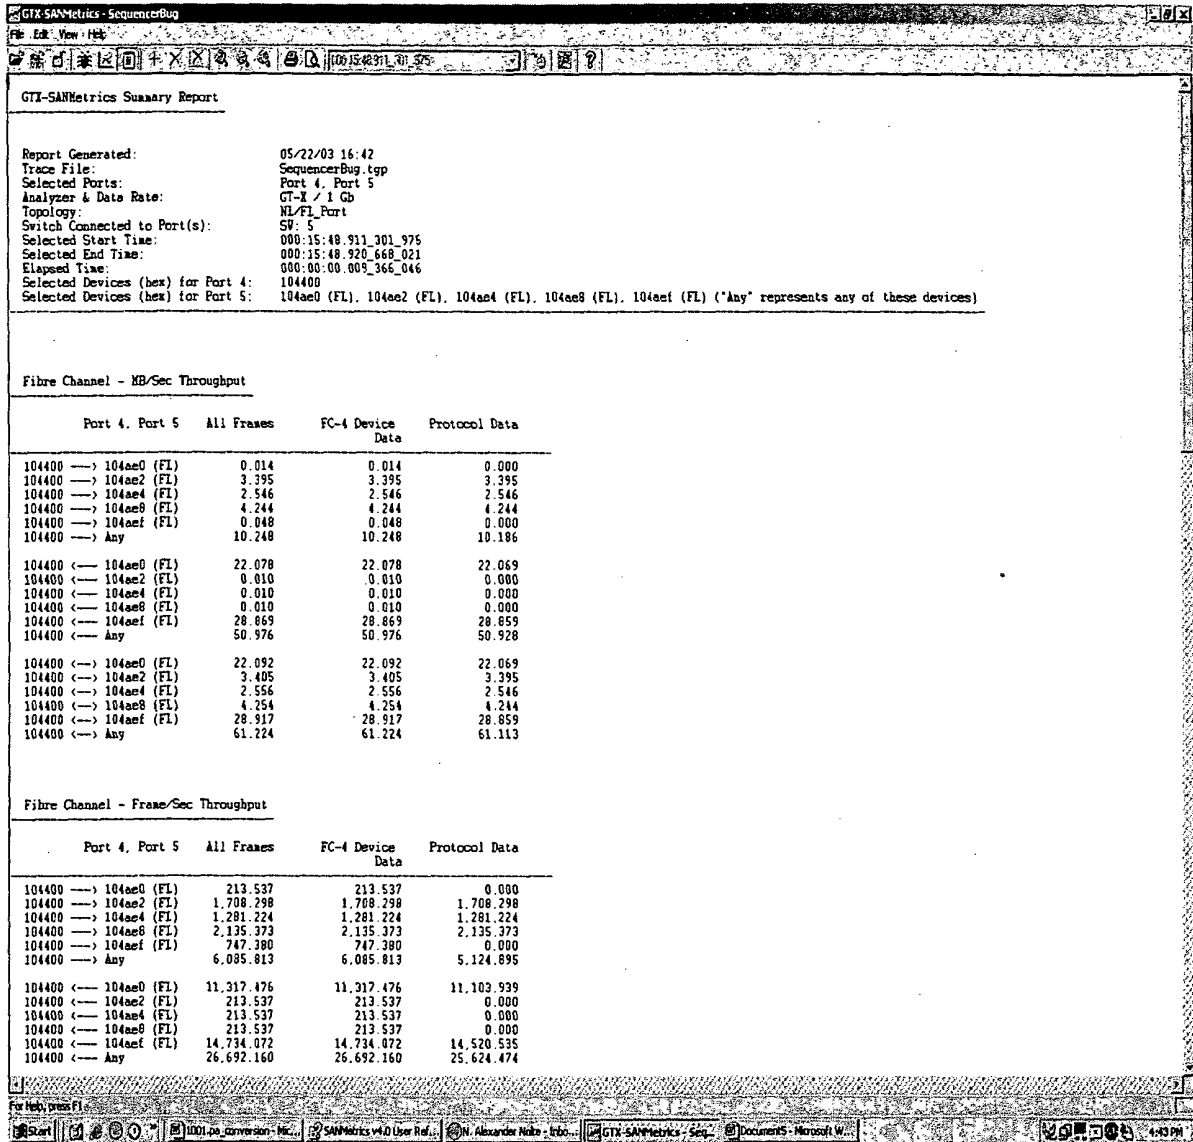 GTX-SANMetrics - SequencerBug
File Edit View Help
GTX-SANMetrics Summary Report
Report Generated: 05/22/03 16:42
Trace File: SequencerBug.tgp
Selected Ports: Port 4, Port 5
Analyzer & Data Rate: GT-X / 1 Gb
Topology: NL/FL_Port
Switch Connected to Port(s): SW: 5
Selected Start Time: 000:15:48.911_301_975
Selected End Time: 000:15:48.920_668_021
Elapsed Time: 000:00:00.009_366_046
Selected Devices (hex) for Port 4: 104400
Selected Devices (hex) for Port 5: 104ae0 (FL), 104ae2 (FL), 104ae4 (FL), 104ae8 (FL), 104aef (FL) ("Any" represents any of these devices)
Fibre Channel - MB/Sec Throughput
Port 4, Port 5 All Frames FC-4 Device Data Protocol Data
104400 ---> 104ae0 (FL) 0.014 0.014 0.000
104400 ---> 104ae2 (FL) 3.395 3.395 3.395
104400 ---> 104ae4 (FL) 2.546 2.546 2.546
104400 ---> 104ae8 (FL) 4.244 4.244 4.244
104400 ---> 104aef (FL) 0.048 0.048 0.000
104400 ---> Any 10.248 10.248 10.186
104400 <--- 104ae0 (FL) 22.078 22.078 22.069
104400 <--- 104ae2 (FL) 0.010 0.010 0.000
104400 <--- 104ae4 (FL) 0.010 0.010 0.000
104400 <--- 104ae8 (FL) 0.010 0.010 0.000
104400 <--- 104aef (FL) 28.869 28.869 28.859
104400 <--- Any 50.976 50.976 50.928
104400 <--> 104ae0 (FL) 22.092 22.092 22.069
104400 <--> 104ae2 (FL) 3.405 3.405 3.395
104400 <--> 104ae4 (FL) 2.556 2.556 2.546
104400 <--> 104ae8 (FL) 4.254 4.254 4.244
104400 <--> 104aef (FL) 28.917 28.917 28.859
104400 <--> Any 61.224 61.224 61.113
Fibre Channel - Frame/Sec Throughput
Port 4, Port 5 All Frames FC-4 Device Data Protocol Data
104400 ---> 104ae0 (FL) 213.537 213.537 0.000
104400 ---> 104ae2 (FL) 1,708.298 1,708.298 1,708.298
104400 ---> 104ae4 (FL) 1,281.224 1,281.224 1,281.224
104400 ---> 104ae8 (FL) 2,135.373 2,135.373 2,135.373
104400 ---> 104aef (FL) 747.380 747.380 0.000
104400 ---> Any 6,085.813 6,085.813 5,124.895
104400 <--- 104ae0 (FL) 11,317.476 11,317.476 11,103.939
104400 <--- 104ae2 (FL) 213.537 213.537 0.000
104400 <--- 104ae4 (FL) 213.537 213.537 0.000
104400 <--- 104ae8 (FL) 213.537 213.537 0.000
104400 <--- 104aef (FL) 14,734.072 14,734.072 14,520.535
104400 <--- Any 26,692.160 26,692.160 25,624.474
For Help, press F1
Start 1001.pa_conversion - Mic... SANMetrics v4.0 User Ref... N. Alexander Nolte - Inbo... GTX-SANMetrics - Seq... Document5 - Microsoft W... 4:43 PM